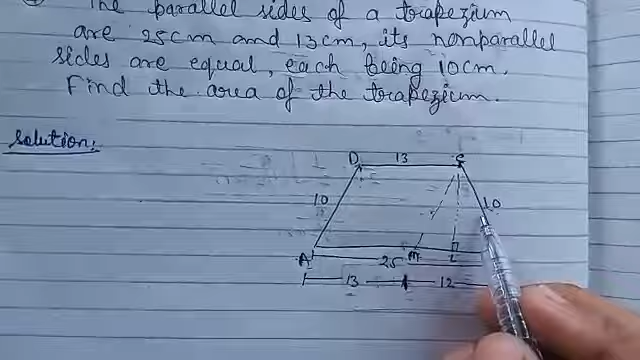 The parallel sides of a trapezium
are 25cm and 13cm, its nonparallel
sides are equal, each being 10cm.
Find the area of the trapezium.
Solution:
D 13 C
10 10
A 25 M L
13 12